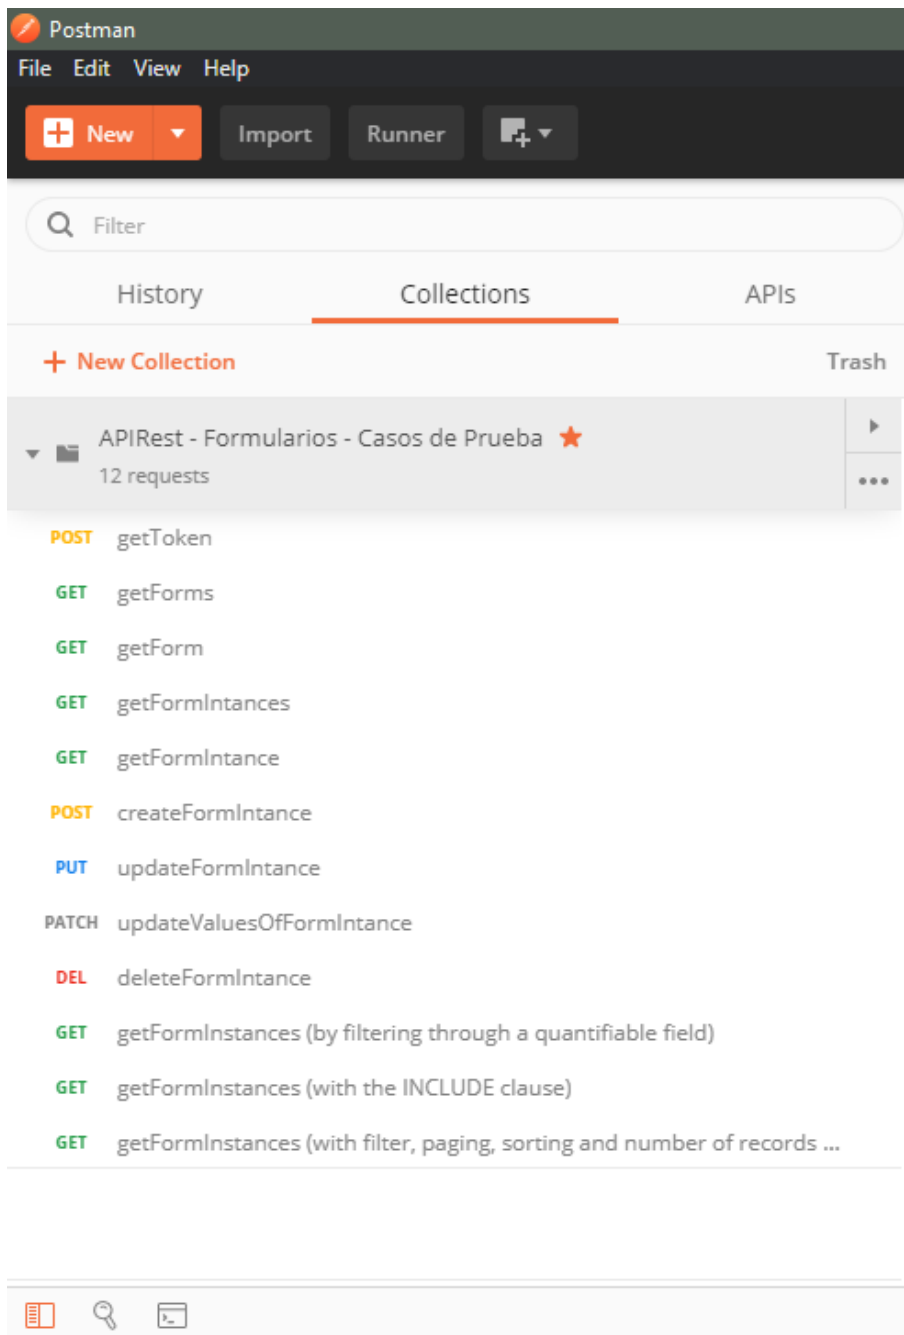 Postman
File Edit View Help
New Import Runner
Filter
History Collections APIs
New Collection Trash
APIRest - Formularios - Casos de Prueba
12 requests
POST getToken
GET getForms
GET getForm
GET getFormIntances
GET getFormIntance
POST createFormIntance
PUT updateFormIntance
PATCH updateValuesOfFormIntance
DEL deleteFormIntance
GET getFormInstances (by filtering through a quantifiable field)
GET getFormInstances (with the INCLUDE clause)
GET getFormInstances (with filter, paging, sorting and number of records ...